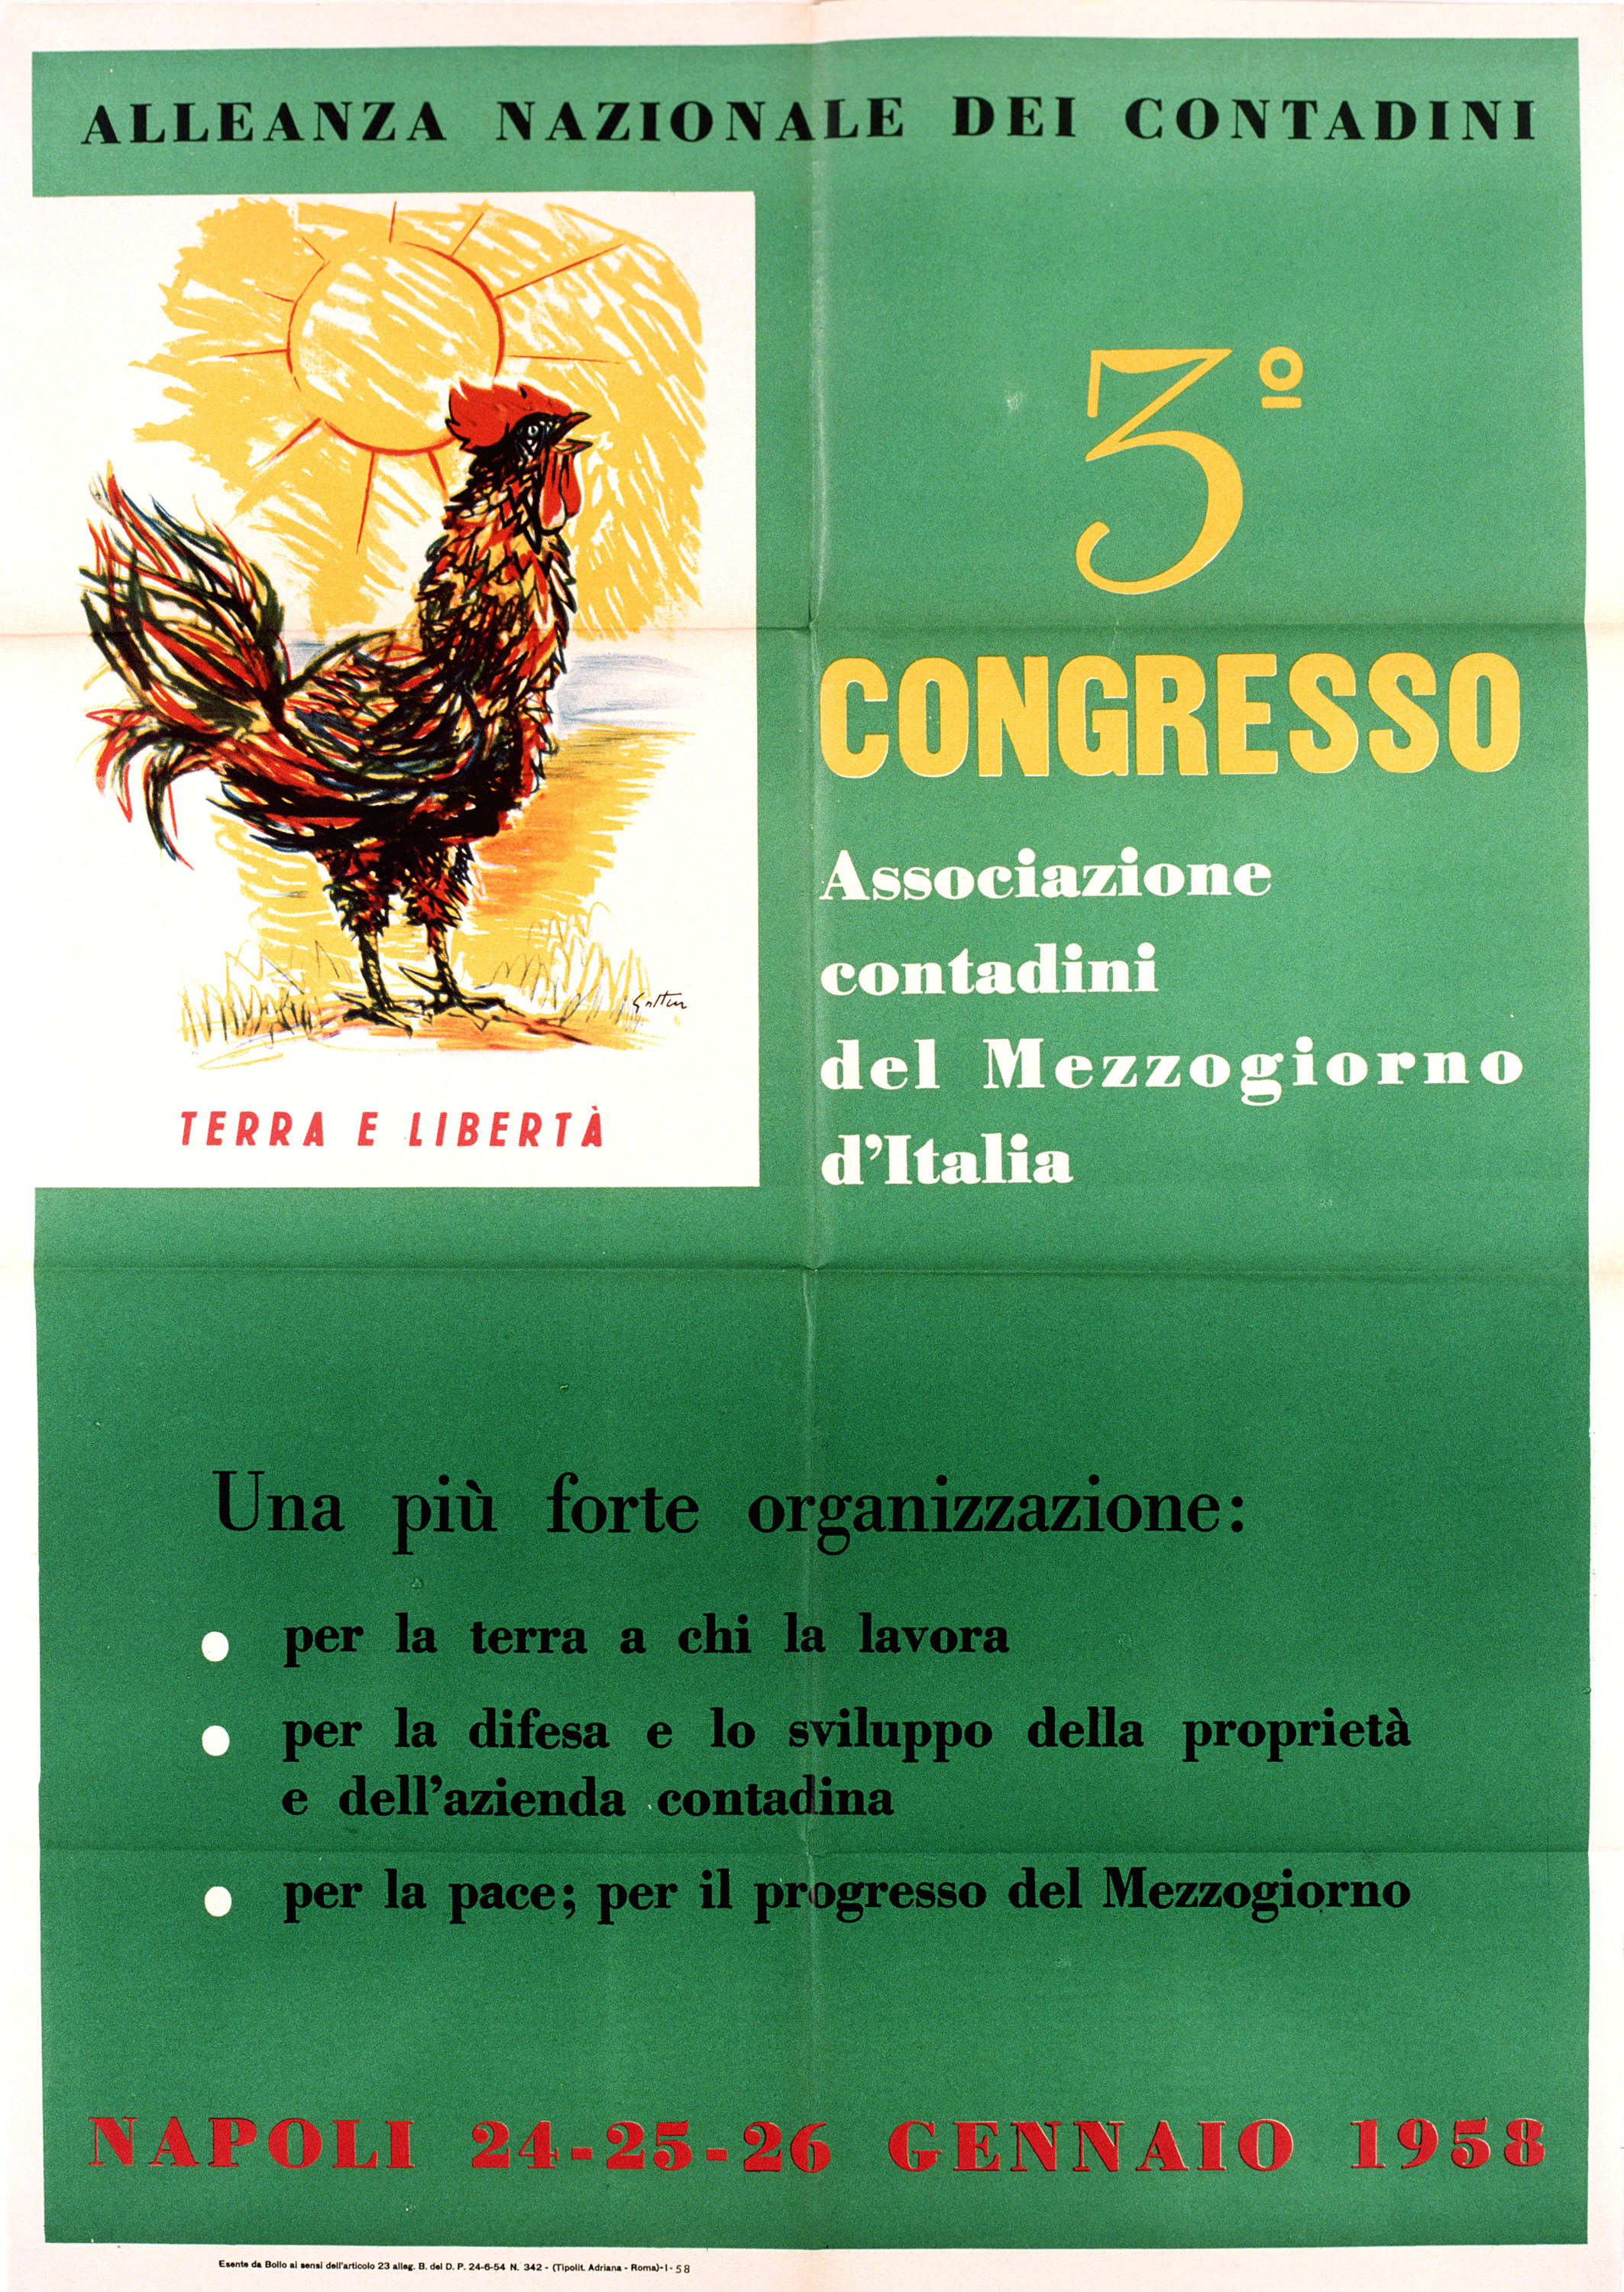 ALLEANZA NAZIONALE DEI CONTADINI
3º
CONGRESSO
Associazione
contadini
del Mezzogiorno
d'Italia
TERRA E LIBERTÀ
Una più forte organizzazione:
per la terra a chi la lavora
per la difesa e lo sviluppo della proprietà
e dell'azienda contadina
per la pace; per il progresso del Mezzogiorno
NAPOLI 24-25-26 GENNAIO 1958
Esente da Bollo ai sensi dell'articolo 23 alleg. B. del D. P. 24-6-54 N. 342 - (Tipolit. Adriana - Roma)-1-58